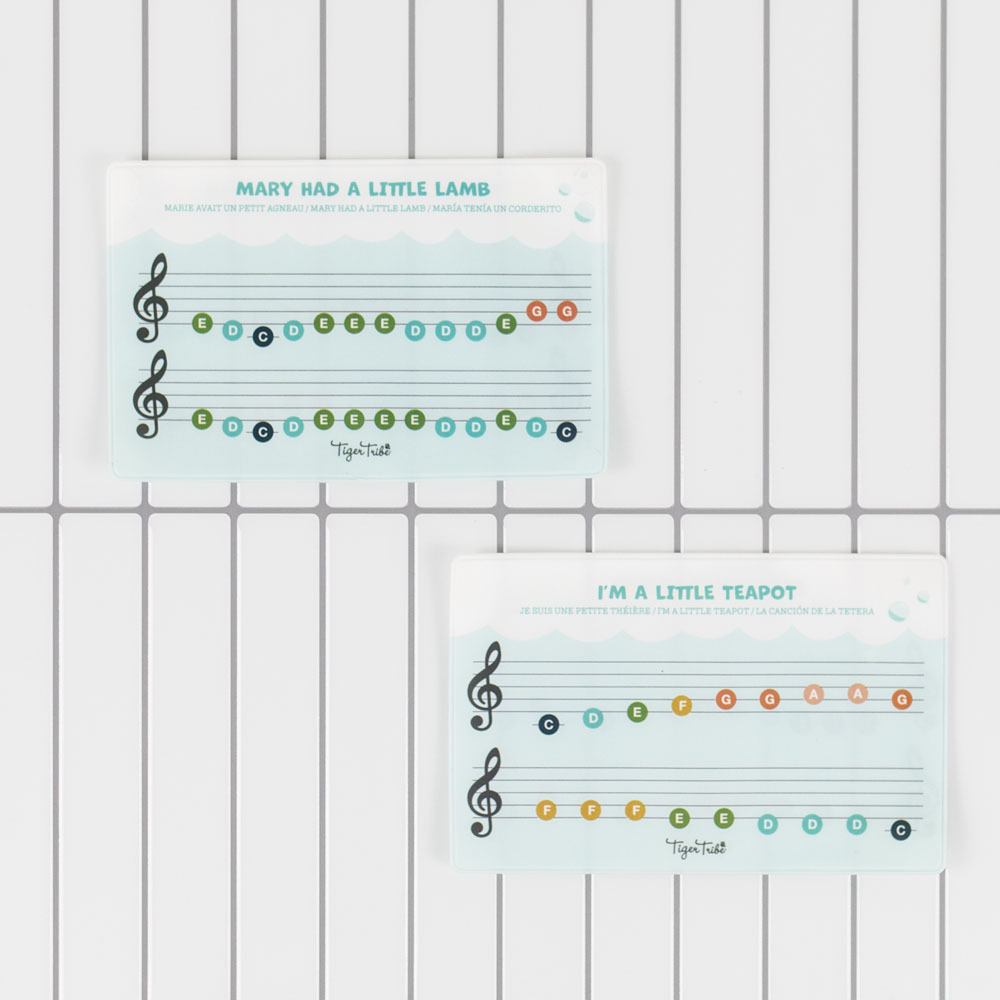 MARY HAD A LITTLE LAMB
MARIE AVAIT UN PETIT AGNEAU / MARY HAD A LITTLE LAMB / MARÍA TENÍA UN CORDERITO
E D C D E E E D D D E G G
E D C D E E E E D D E D C
Tiger Tribe
I'M A LITTLE TEAPOT
JE SUIS UNE PETITE THÉIÈRE / I'M A LITTLE TEAPOT / LA CANCIÓN DE LA TETERA
C D E F G G A A G
F F F E E D D D C
Tiger Tribe